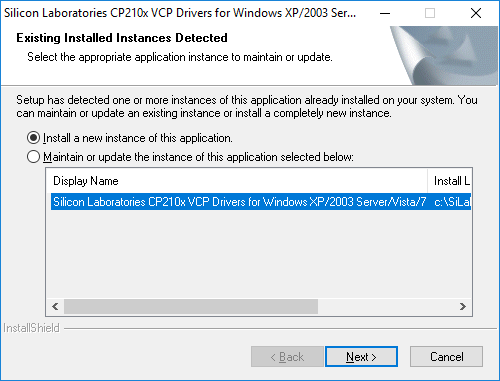 Silicon Laboratories CP210x VCP Drivers for Windows XP/2003 Ser...
Existing Installed Instances Detected
Select the appropriate application instance to maintain or update.
Setup has detected one or more instances of this application already installed on your system. You
can maintain or update an existing instance or install a completely new instance.
Install a new instance of this application.
Maintain or update the instance of this application selected below:
Display Name Install L
Silicon Laboratories CP210x VCP Drivers for Windows XP/2003 Server/Vista/7 c:\SiLal
InstallShield
< Back Next > Cancel